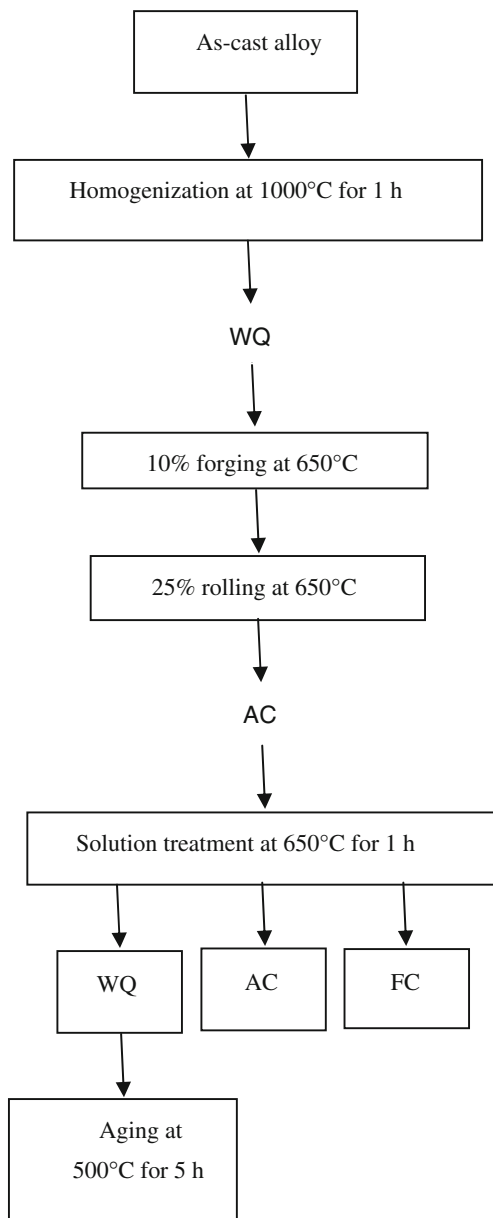 As-cast alloy
Homogenization at 1000°C for 1 h
WQ
10% forging at 650°C
25% rolling at 650°C
AC
Solution treatment at 650°C for 1 h
WQ
AC
FC
Aging at
500°C for 5 h